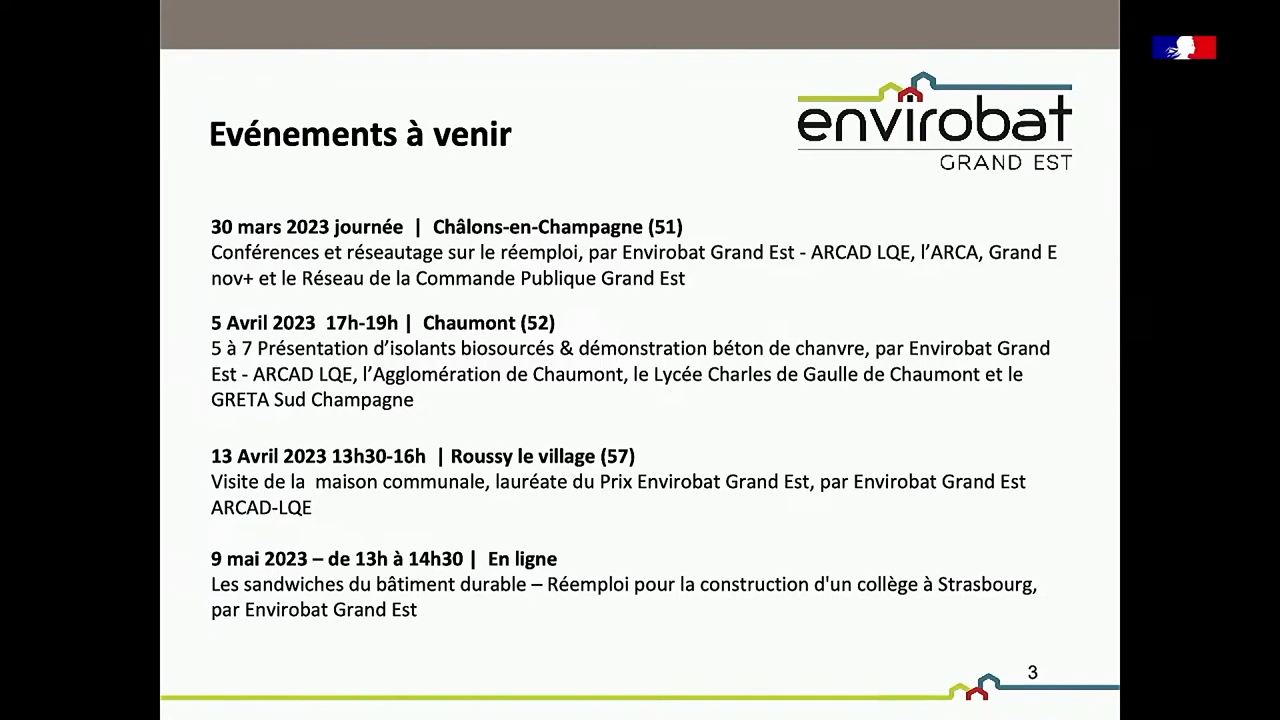 envirobat
GRAND EST
Evénements à venir
30 mars 2023 journée | Châlons-en-Champagne (51)
Conférences et réseautage sur le réemploi, par Envirobat Grand Est - ARCAD LQE, l’ARCA, Grand E
nov+ et le Réseau de la Commande Publique Grand Est
5 Avril 2023 17h-19h | Chaumont (52)
5 à 7 Présentation d’isolants biosourcés & démonstration béton de chanvre, par Envirobat Grand
Est - ARCAD LQE, l’Agglomération de Chaumont, le Lycée Charles de Gaulle de Chaumont et le
GRETA Sud Champagne
13 Avril 2023 13h30-16h | Roussy le village (57)
Visite de la maison communale, lauréate du Prix Envirobat Grand Est, par Envirobat Grand Est
ARCAD-LQE
9 mai 2023 – de 13h à 14h30 | En ligne
Les sandwiches du bâtiment durable – Réemploi pour la construction d'un collège à Strasbourg,
par Envirobat Grand Est
3